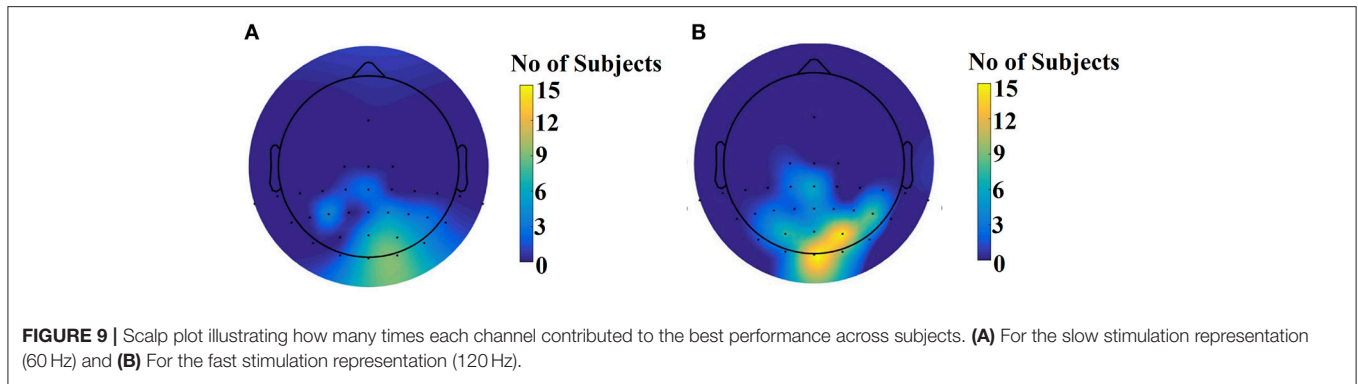 A
No of Subjects
15
12
9
6
3
0
B
No of Subjects
15
12
9
6
3
0
FIGURE 9 | Scalp plot illustrating how many times each channel contributed to the best performance across subjects. (A) For the slow stimulation representation
(60 Hz) and (B) For the fast stimulation representation (120 Hz).